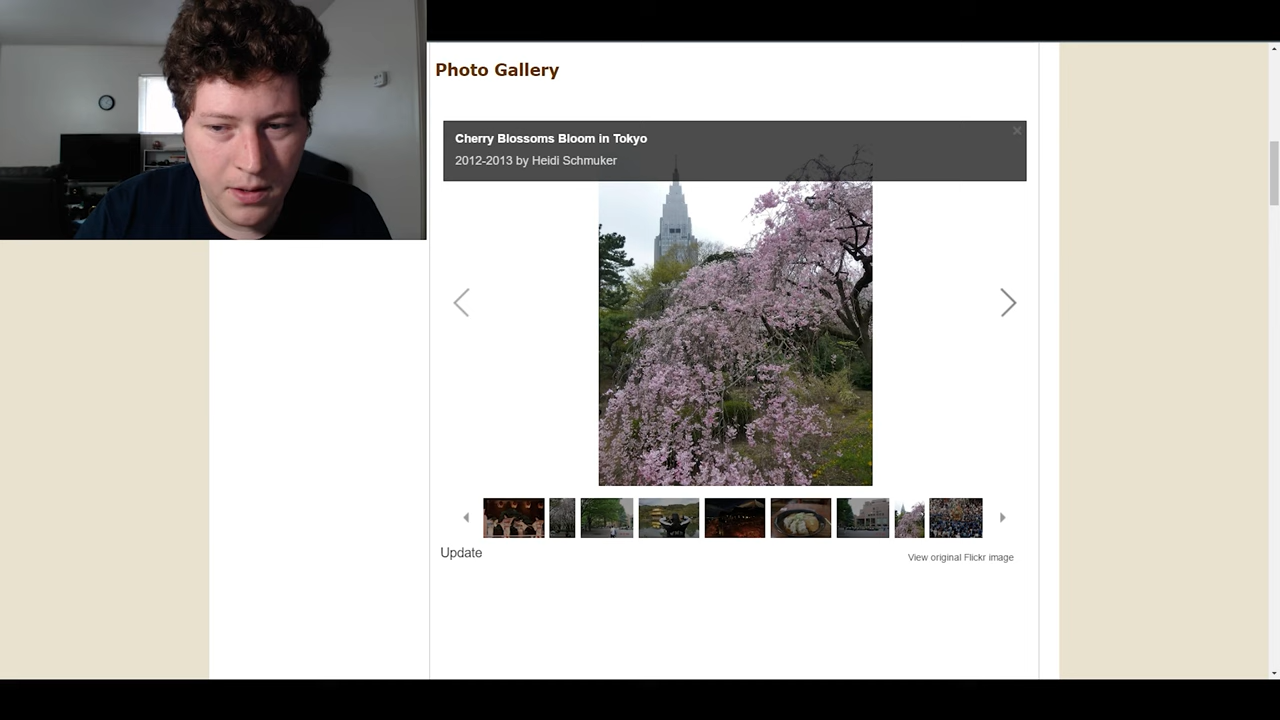 Photo Gallery
Cherry Blossoms Bloom in Tokyo
2012-2013 by Heidi Schmuker
Update
View original Flickr image